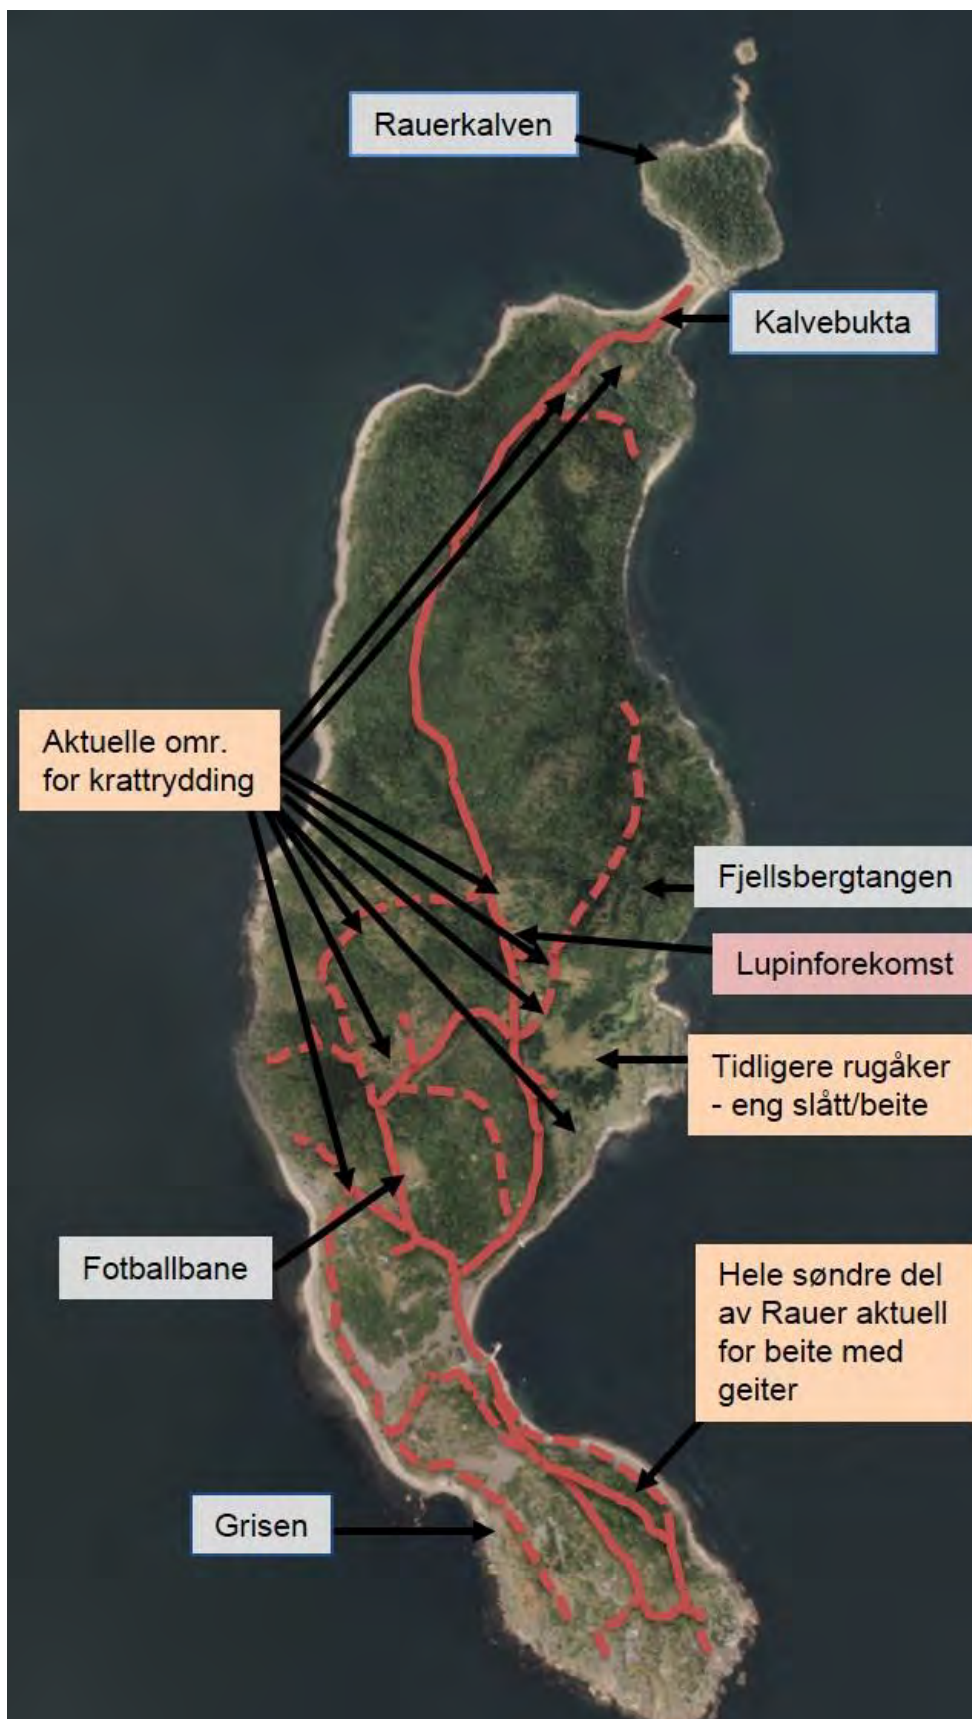 Rauerkalven
Kalvebukta
Aktuelle omr.
for krattrydding
Fjellsbergtangen
Lupinforekomst
Tidligere rugåker
- eng slått/beite
Fotballbane
Hele søndre del
av Rauer aktuell
for beite med
geiter
Grisen